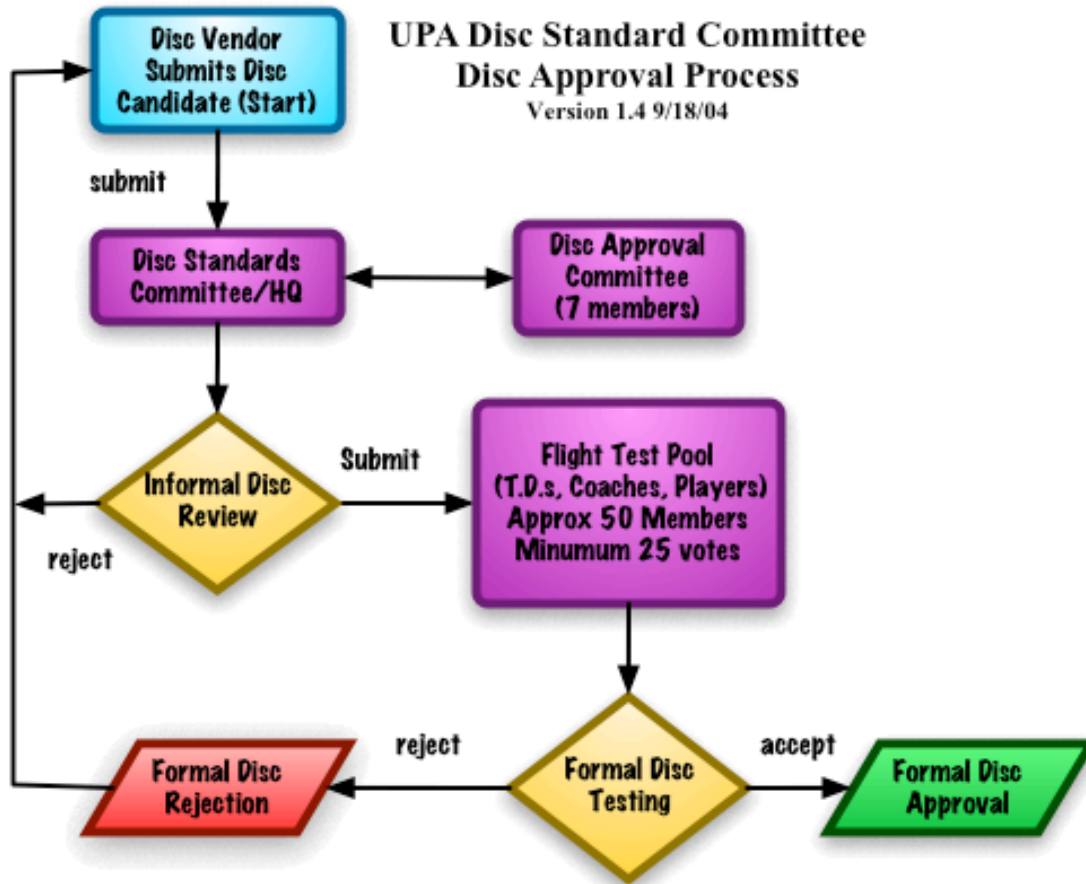 UPA Disc Standard Committee
Disc Approval Process
Version 1.4 9/18/04
Disc Vendor
Submits Disc
Candidate (Start)
submit
Disc Standards
Committee/HQ
Disc Approval
Committee
(7 members)
Informal Disc
Review
reject
Submit
Flight Test Pool
(T.D.s, Coaches, Players)
Approx 50 Members
Minumum 25 votes
Formal Disc
Testing
reject
Formal Disc
Rejection
accept
Formal Disc
Approval